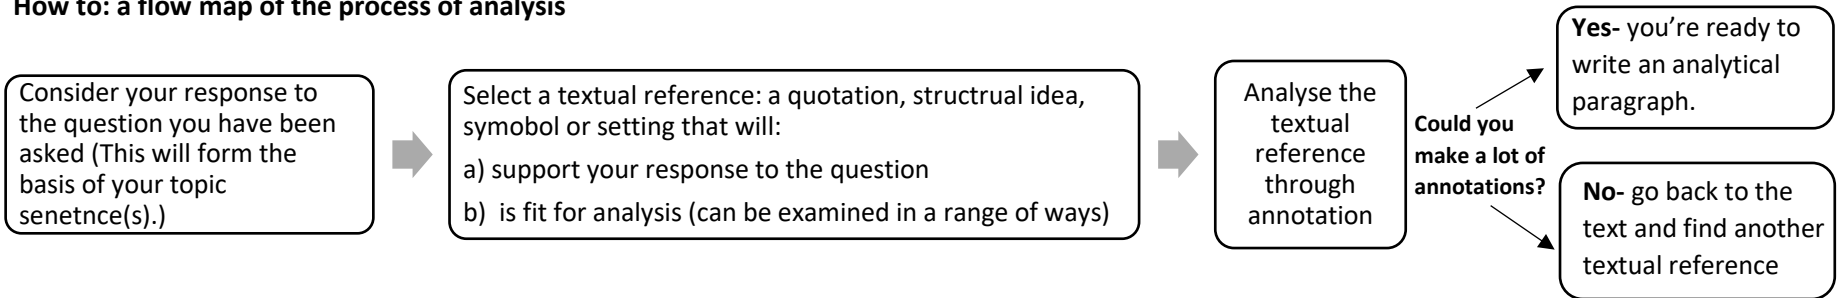 How to: a flow map of the process of analysis
Consider your response to
the question you have been
asked (This will form the
basis of your topic
senetnce(s).)
Select a textual reference: a quotation, structrual idea,
symobol or setting that will:
a) support your response to the question
b) is fit for analysis (can be examined in a range of ways)
Analyse the
textual
reference
through
annotation
Could you
make a lot of
annotations?
Yes- you’re ready to
write an analytical
paragraph.
No- go back to the
text and find another
textual reference